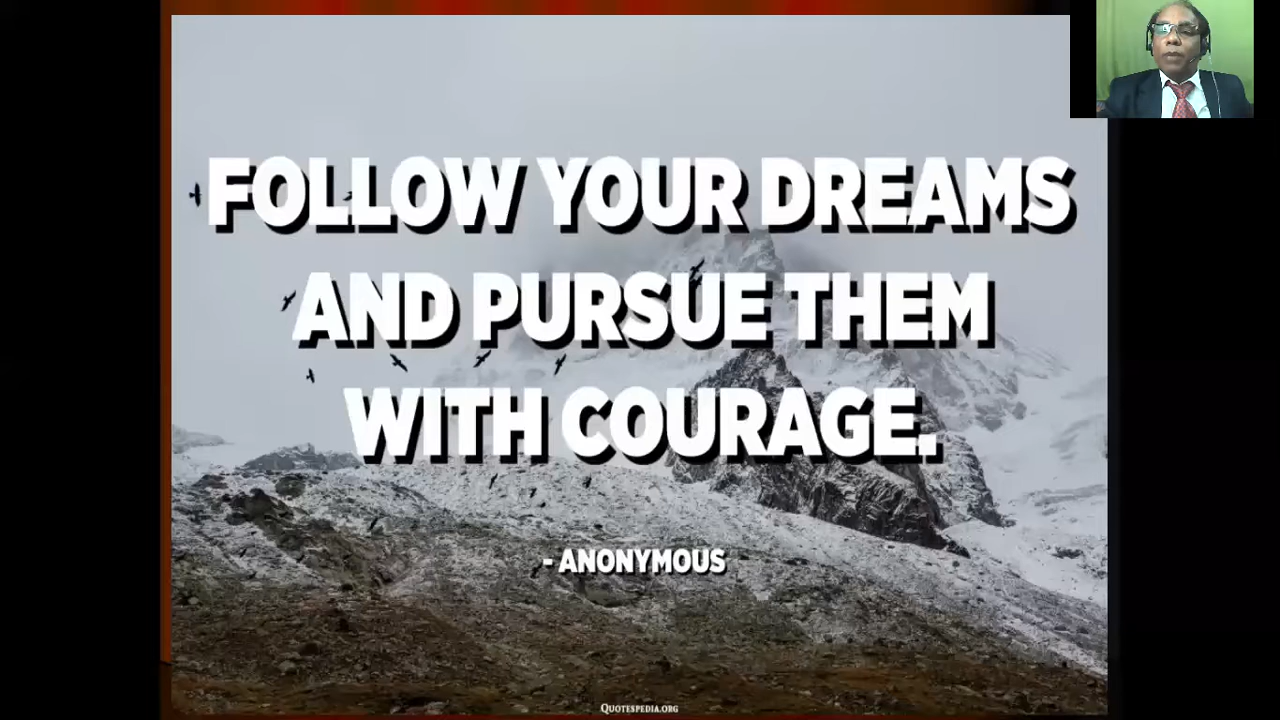 FOLLOW YOUR DREAMS
AND PURSUE THEM
WITH COURAGE.
- ANONYMOUS
QUOTESPEDIA.ORG